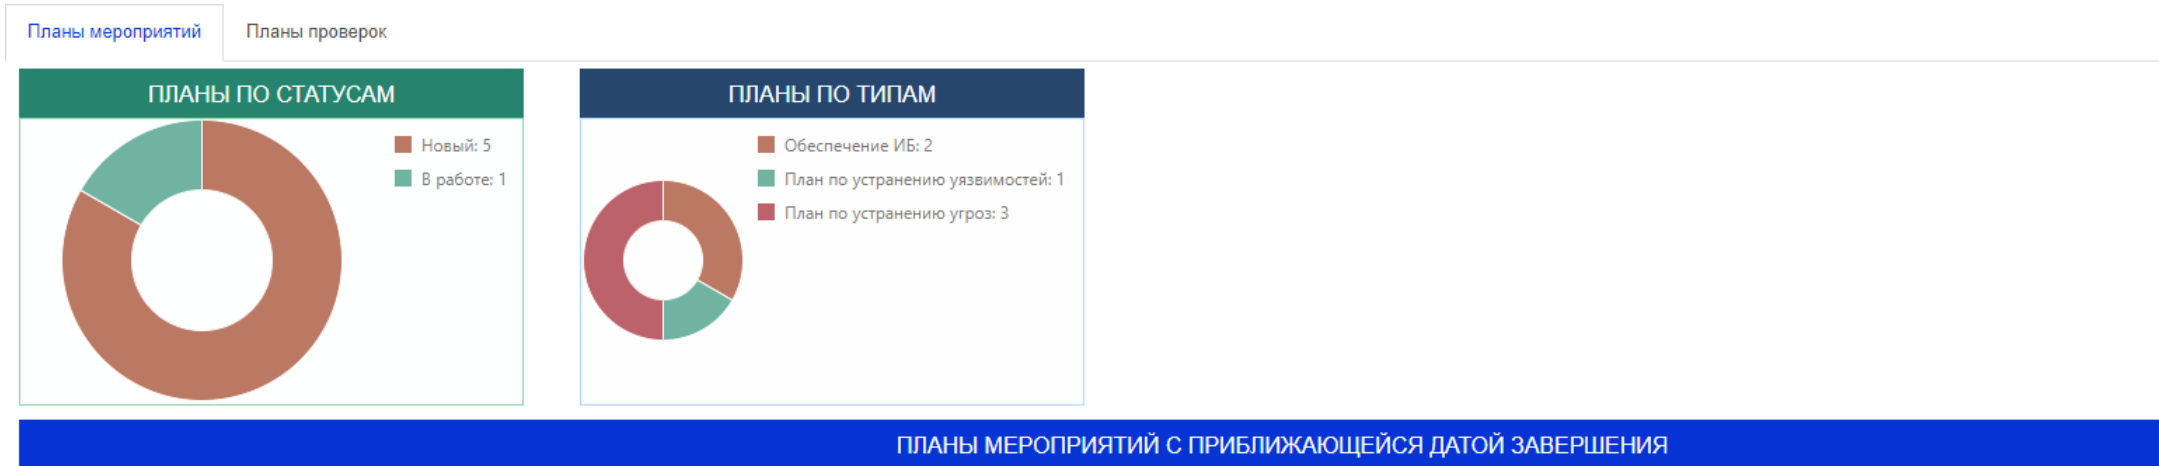 Планы мероприятий
Планы проверок
ПЛАНЫ ПО СТАТУСАМ
Новый: 5
В работе: 1
ПЛАНЫ ПО ТИПАМ
Обеспечение ИБ: 2
План по устранению уязвимостей: 1
План по устранению угроз: 3
ПЛАНЫ МЕРОПРИЯТИЙ С ПРИБЛИЖАЮЩЕЙСЯ ДАТОЙ ЗАВЕРШЕНИЯ